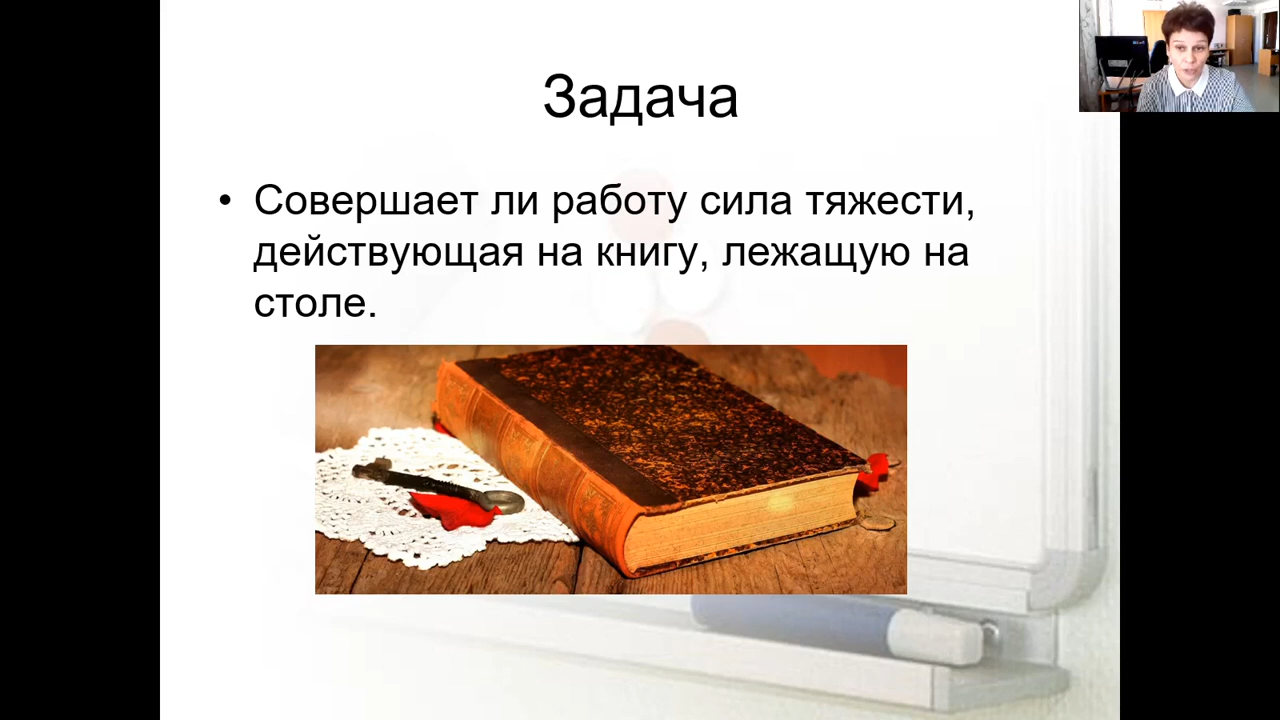 Задача
• Совершает ли работу сила тяжести,
действующая на книгу, лежащую на
столе.